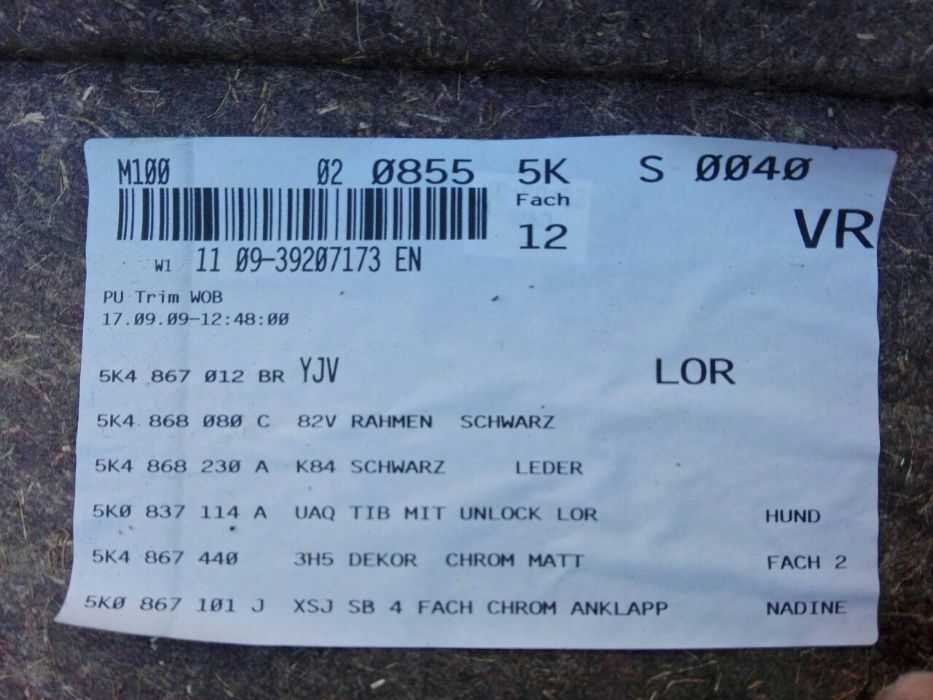 M100 02 0855 5K S 0040
Fach
12 VR
W1 11 09-39207173 EN
PU Trim WOB
17.09.09-12:48:00
5K4 867 012 BR YJV LOR
5K4 868 080 C 82V RAHMEN SCHWARZ
5K4 868 230 A K84 SCHWARZ LEDER
5K0 837 114 A UAQ TIB MIT UNLOCK LOR HUND
5K4 867 440 3H5 DEKOR CHROM MATT FACH 2
5K0 867 101 J XSJ SB 4 FACH CHROM ANKLAPP NADINE